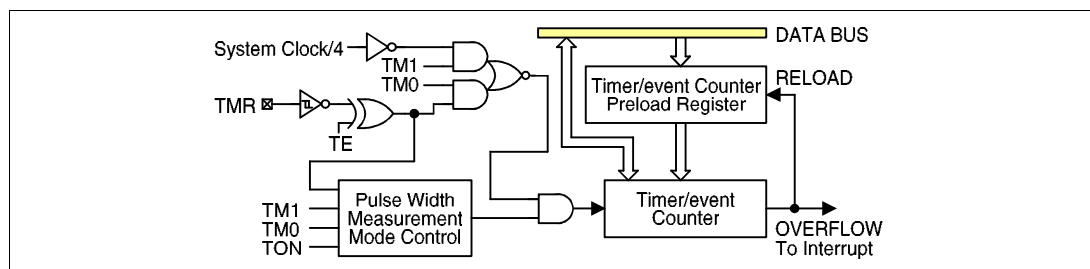 System Clock/4
TM1
TM0
TMR
TE
DATA BUS
Timer/event Counter
Preload Register
RELOAD
TM1
TM0
TON
Pulse Width
Measurement
Mode Control
Timer/event
Counter
OVERFLOW
To Interrupt